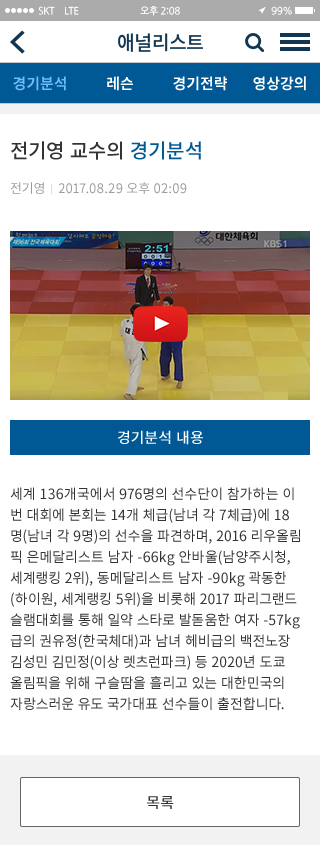 SKT LTE 오후 2:08 99%
애널리스트
경기분석 레슨 경기전략 영상강의
전기영 교수의 경기분석
전기영 | 2017.08.29 오후 02:09
제96회 전국체육대회
대한체육회
KBS1
2:51
경기분석 내용
세계 136개국에서 976명의 선수단이 참가하는 이
번 대회에 본회는 14개 체급(남녀 각 7체급)에 18
명(남녀 각 9명)의 선수을 파견하며, 2016 리우올림
픽 은메달리스트 남자 -66kg 안바울(남양주시청,
세계랭킹 2위), 동메달리스트 남자 -90kg 곽동한
(하이원, 세계랭킹 5위)을 비롯해 2017 파리그랜드
슬램대회를 통해 일약 스타로 발돋움한 여자 -57kg
급의 권유정(한국체대)과 남녀 헤비급의 백전노장
김성민 김민정(이상 렛츠런파크) 등 2020년 도쿄
올림픽을 위해 구슬땀을 흘리고 있는 대한민국의
자랑스러운 유도 국가대표 선수들이 출전합니다.
목록